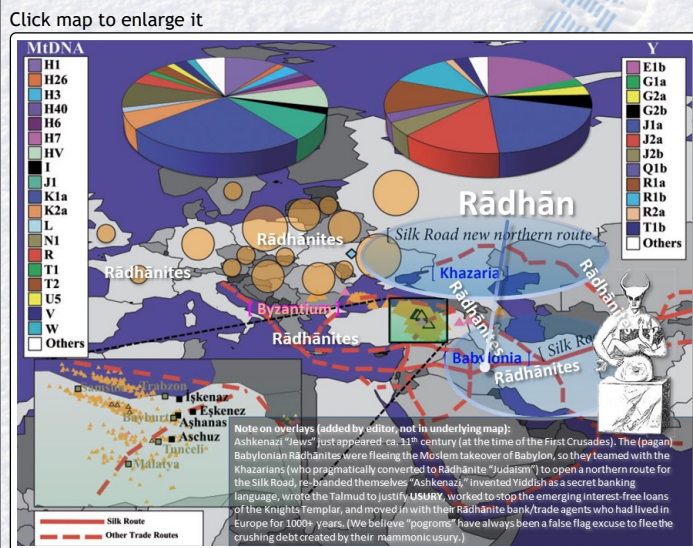 Click map to enlarge it
MtDNA
H1
H26
H3
H40
H6
H7
HV
I
J1
K1a
K2a
L
N1
R
T1
T2
U5
V
W
Others
Y
E1b
G1a
G2a
G2b
J1a
J2a
J2b
Q1b
R1a
R1b
R2a
T1b
Others
Rādhān
[ Silk Road new northern route ]
Rādhānites
Rādhānites
[ Khazaria ]
Rādhānites
[ Byzantium ]
Rādhānites
Rādhānites
Babylonia
[ Silk Ro
Rādhānites
Samsun
Trabzon
Işkenaz
Eşkenez
Bayburt
Aşhanas
Aschuz
Tunceli
Malatya
Note on overlays (added by editor, not in underlying map):
Ashkenazi "Jews" just appeared ca. 11th century (at the time of the First Crusades). The (pagan)
Babylonian Rādhānites were fleeing the Moslem takeover of Babylon, so they teamed with the
Khazarians (who pragmatically converted to Rādhānite "Judaism") to open a northern route for
the Silk Road, re-branded themselves "Ashkenazi," invented Yiddish as a secret banking
language, wrote the Talmud to justify USURY, worked to stop the emerging interest-free loans
of the Knights Templar, and moved in with their Rādhānite bank/trade agents who had lived in
Europe for 1000+ years. (We believe "pogroms" have always been a false flag excuse to flee the
crushing debt created by their mammonic usury.)
Silk Route
Other Trade Routes